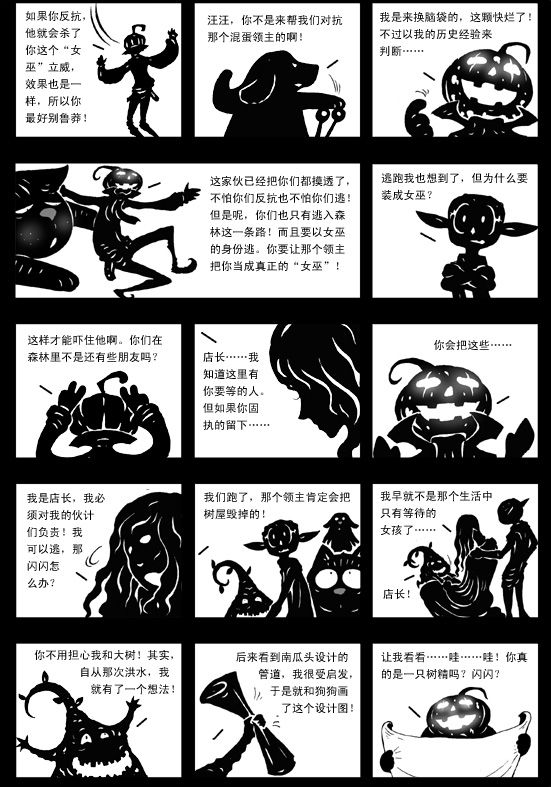 如果你反抗，
他就会杀了
你这个“女
巫”立威，
效果也是一
样，所以你
最好别鲁莽！
汪汪，你不是来帮我们对抗
那个混蛋领主的啊！
我是来换脑袋的，这颗快烂了！
不过以我的历史经验来
判断……
这家伙已经把你们都摸透了，
不怕你们反抗也不怕你们逃！
但是呢，你们也只有逃入森
林这一条路！而且要以女巫
的身份逃。你要让那个领主
把你当成真正的“女巫”！
逃跑我也想到了，但为什么要
装成女巫？
这样才能吓住他啊。你们在
森林里不是还有些朋友吗？
店长……我
知道这里有
你要等的人。
但如果你固
执的留下……
你会把这些……
我是店长，我必
须对我的伙计
们负责！我
可以逃，那
闪闪怎
么办？
我们跑了，那个领主肯定会把
树屋毁掉的！
我早就不是那个生活中
只有等待的
女孩了……
店长！
你不用担心我和大树！其实，
自从那次洪水，我
就有了一个想法！
后来看到南瓜头设计的
管道，我很受启发，
于是就和狗狗画
了这个设计图！
让我看看……哇……哇！你真
的是一只树精吗？闪闪？